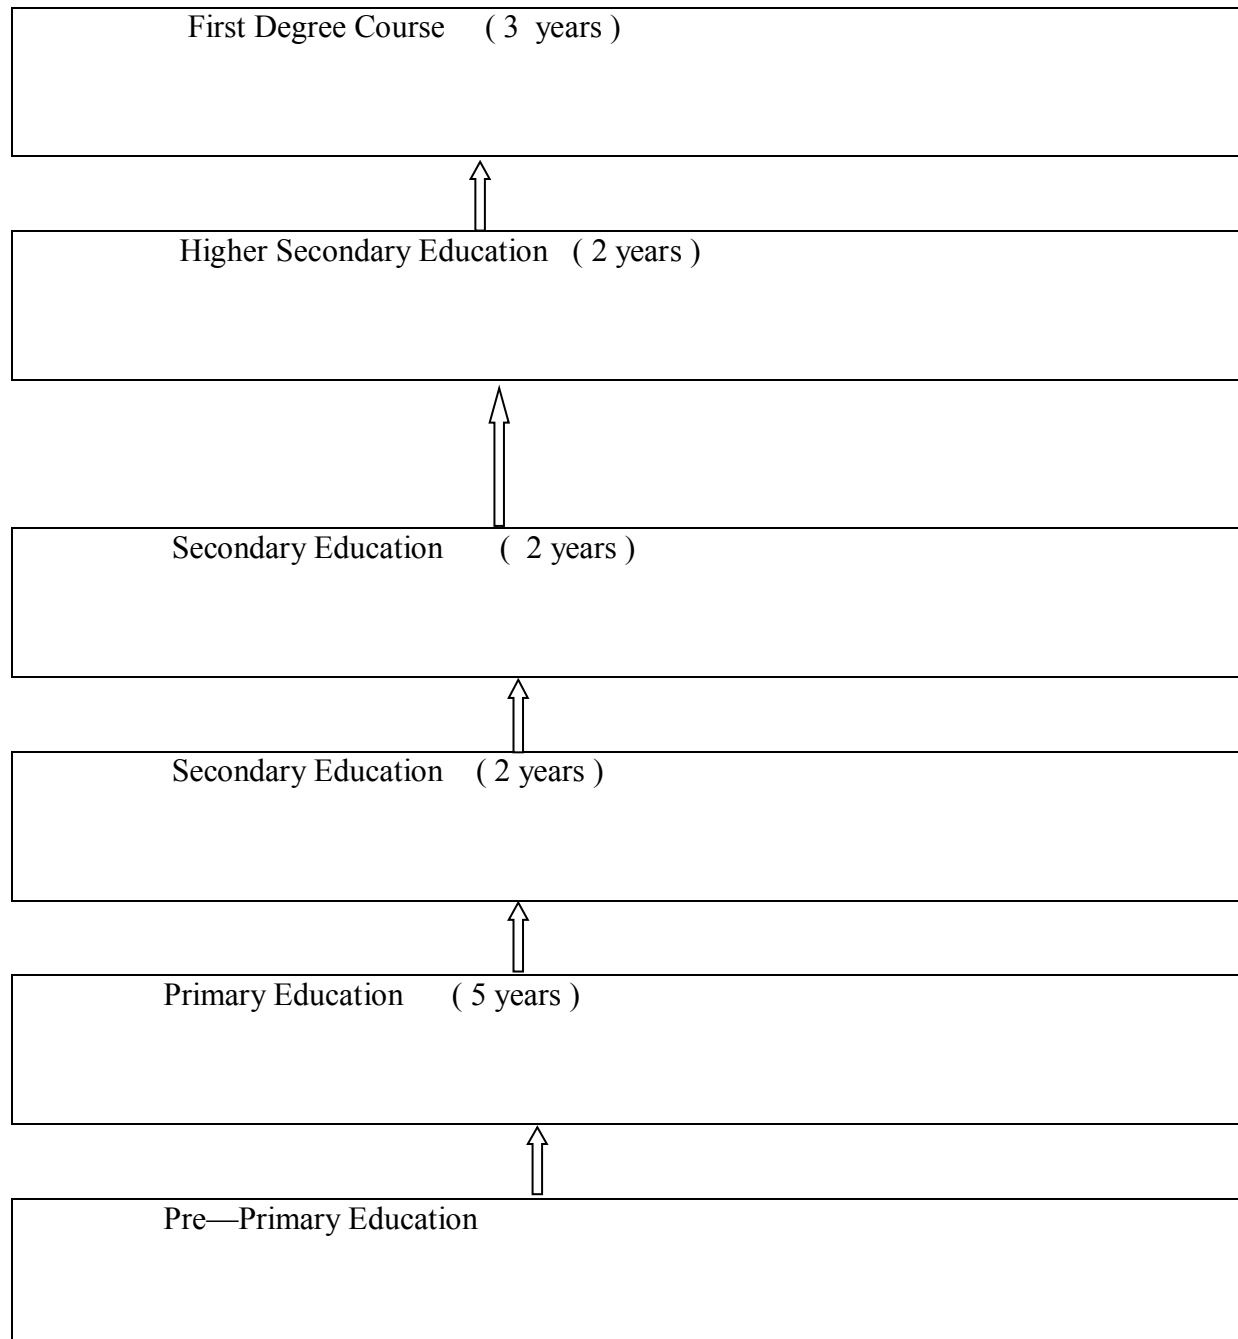 First Degree Course ( 3 years )
Higher Secondary Education ( 2 years )
Secondary Education ( 2 years )
Secondary Education ( 2 years )
Primary Education ( 5 years )
Pre—Primary Education